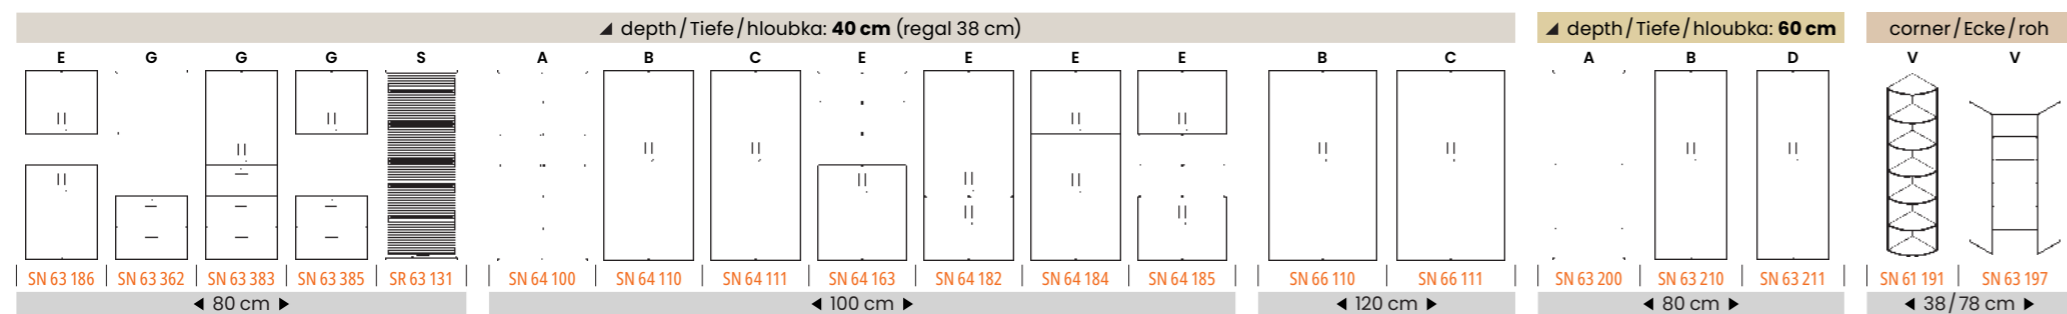 ◢ depth / Tiefe / hloubka: 40 cm (regal 38 cm)
◢ depth / Tiefe / hloubka: 60 cm
corner / Ecke / roh
E G G G S A B C E E E E B C A B D V V
SN 63 186 SN 63 362 SN 63 383 SN 63 385 SR 63 131 SN 64 100 SN 64 110 SN 64 111 SN 64 163 SN 64 182 SN 64 184 SN 64 185 SN 66 110 SN 66 111 SN 63 200 SN 63 210 SN 63 211 SN 61 191 SN 63 197
◄ 80 cm ► ◄ 100 cm ► ◄ 120 cm ► ◄ 80 cm ► ◄ 38 / 78 cm ►